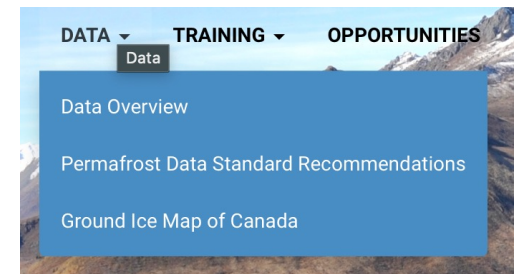 DATA TRAINING OPPORTUNITIES
Data
Data Overview
Permafrost Data Standard Recommendations
Ground Ice Map of Canada